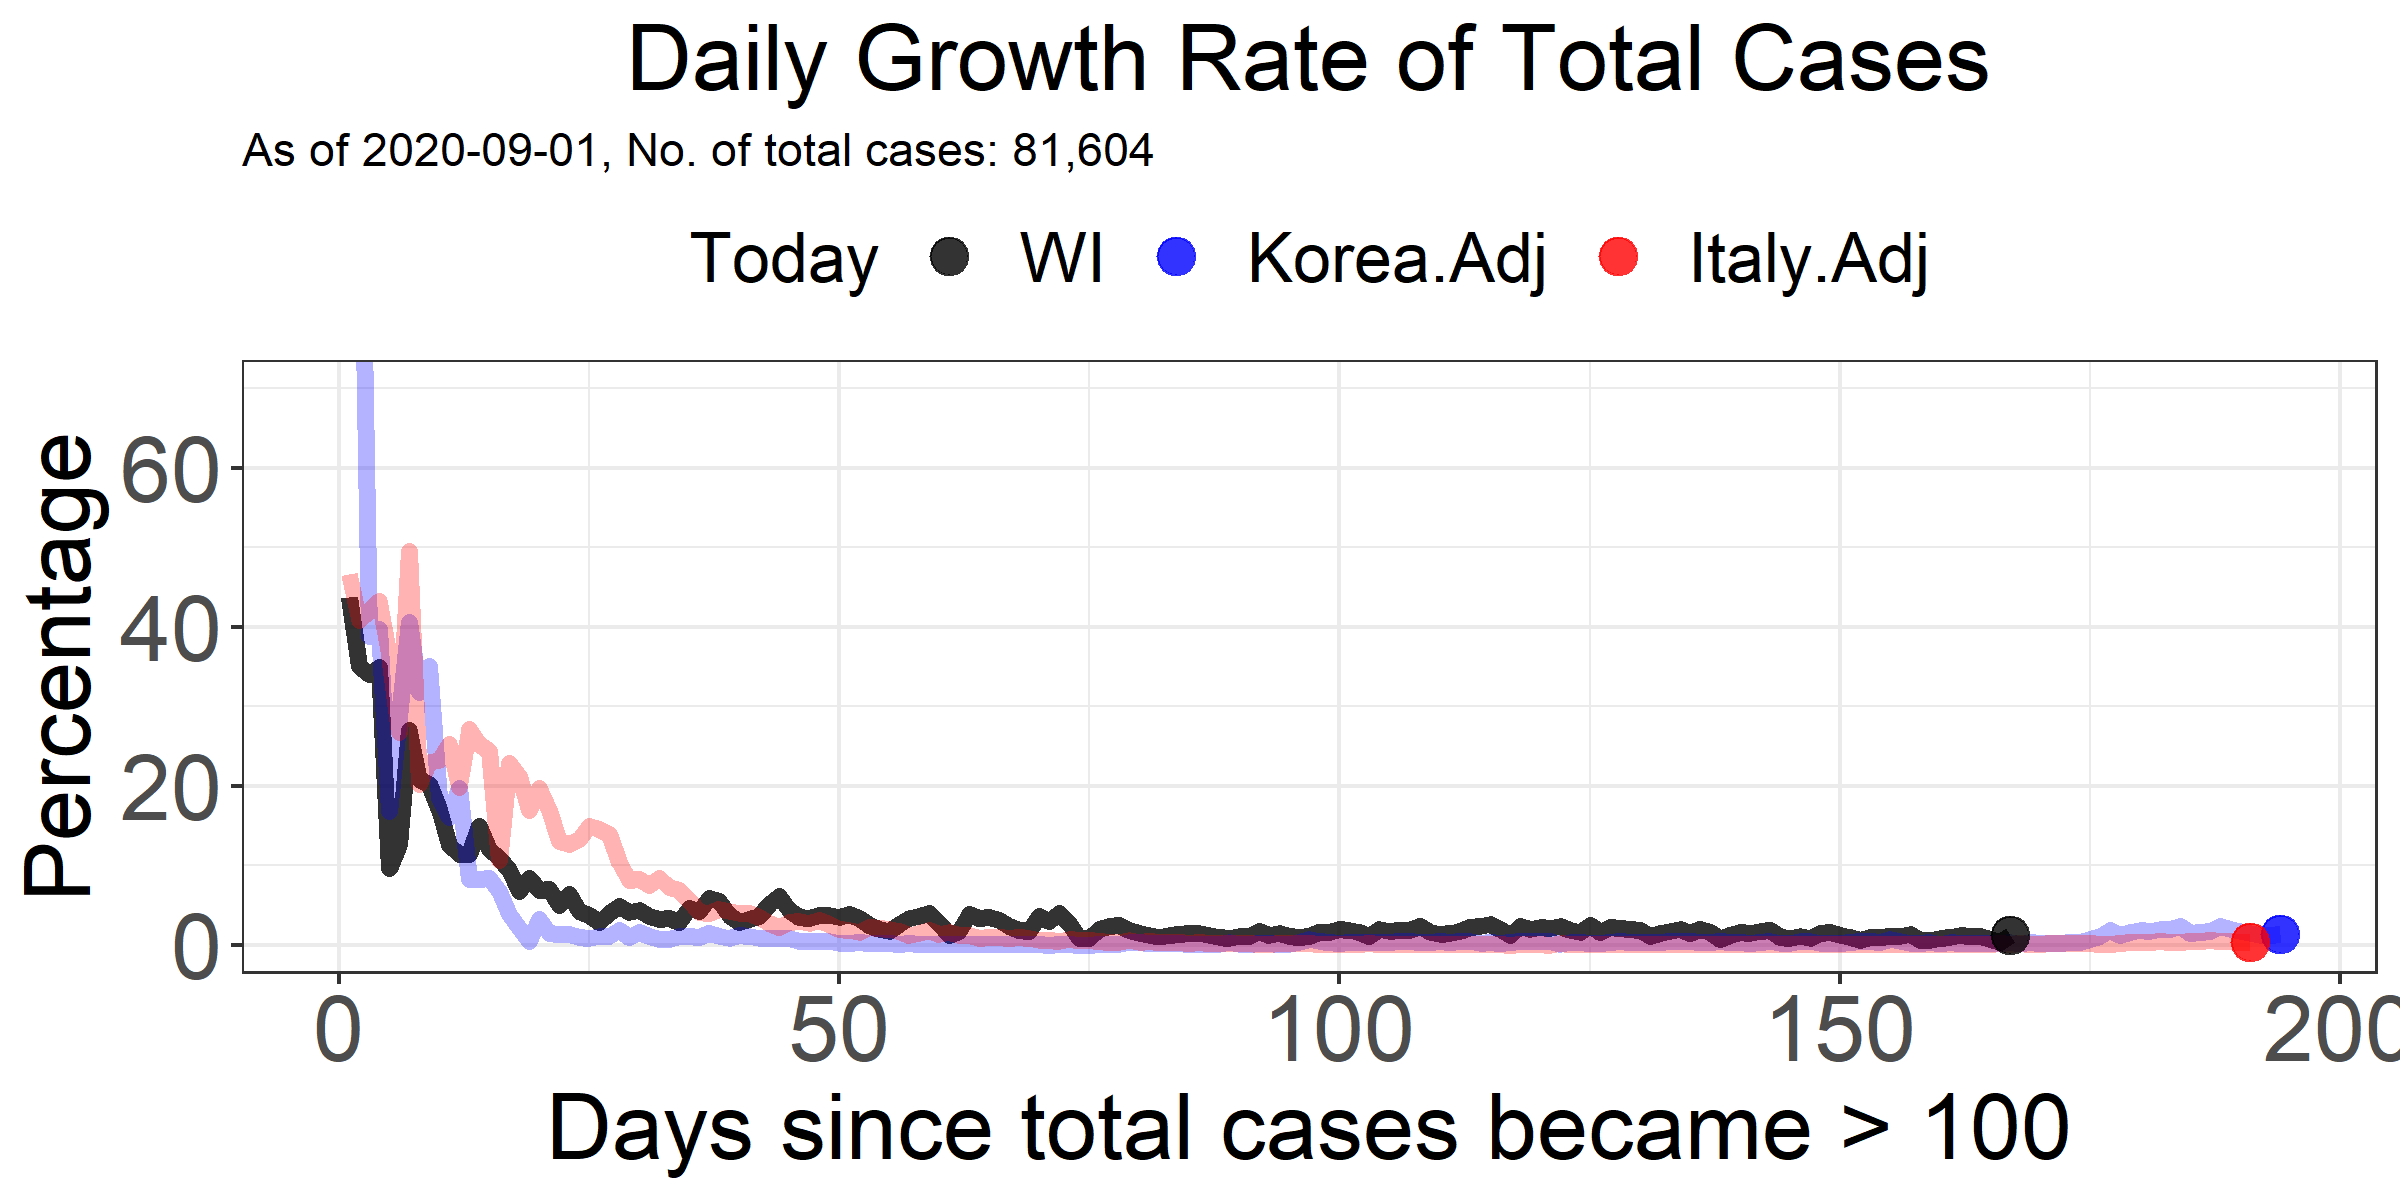 Daily Growth Rate of Total Cases
As of 2020-09-01, No. of total cases: 81,604
Today WI Korea.Adj Italy.Adj
Percentage
60
40
20
0
0 50 100 150 200
Days since total cases became > 100